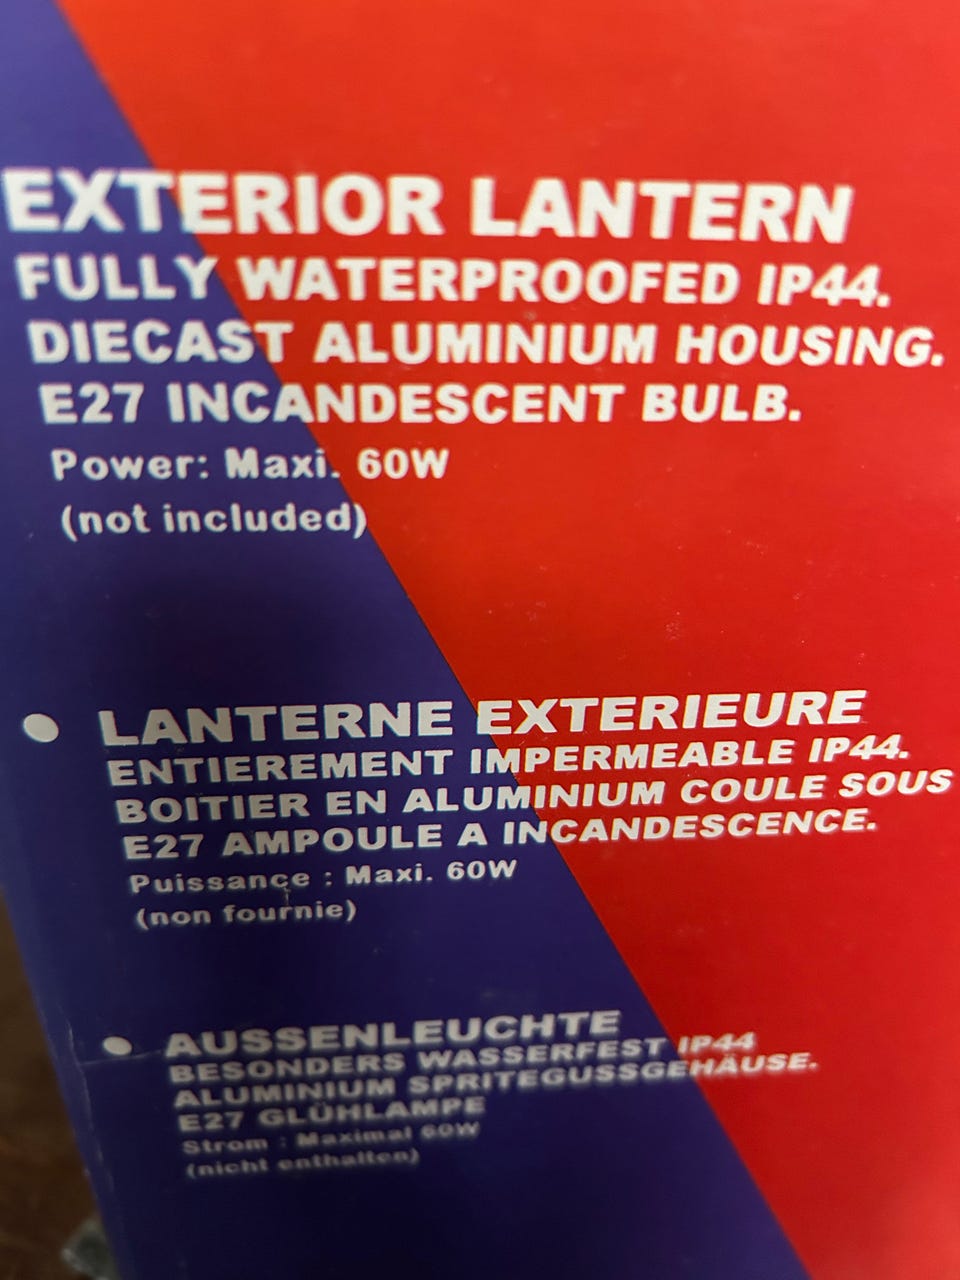 EXTERIOR LANTERN
FULLY WATERPROOFED IP44.
DIECAST ALUMINIUM HOUSING.
E27 INCANDESCENT BULB.
Power: Maxi. 60W
(not included)
LANTERNE EXTERIEURE
ENTIEREMENT IMPERMEABLE IP44.
BOITIER EN ALUMINIUM COULE SOUS
E27 AMPOULE A INCANDESCENCE.
Puissance : Maxi. 60W
(non fournie)
AUSSENLEUCHTE
BESONDERS WASSERFEST IP44
ALUMINIUM SPRITEGUSSGEHÄUSE.
E27 GLÜHLAMPE
Strom : Maximal 60W
(nicht enthalten)